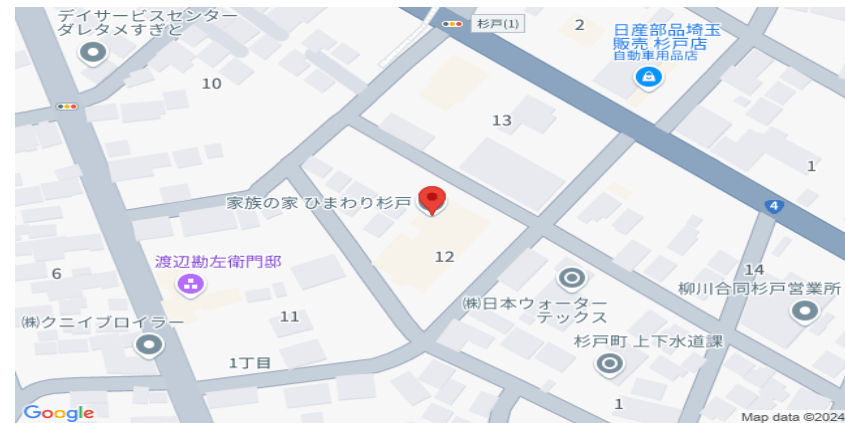 デイサービスセンター
ダレタメすぎと
杉戸(1)
2
日産部品埼玉
販売 杉戸店
自動車用品店
10
13
1
家族の家 ひまわり杉戸
4
12
渡辺勘左衛門邸
6
14
柳川合同杉戸営業所
㈱日本ウォーター
テックス
11
㈱クニイブロイラー
杉戸町 上下水道課
1丁目
1
Google
Map data ©2024